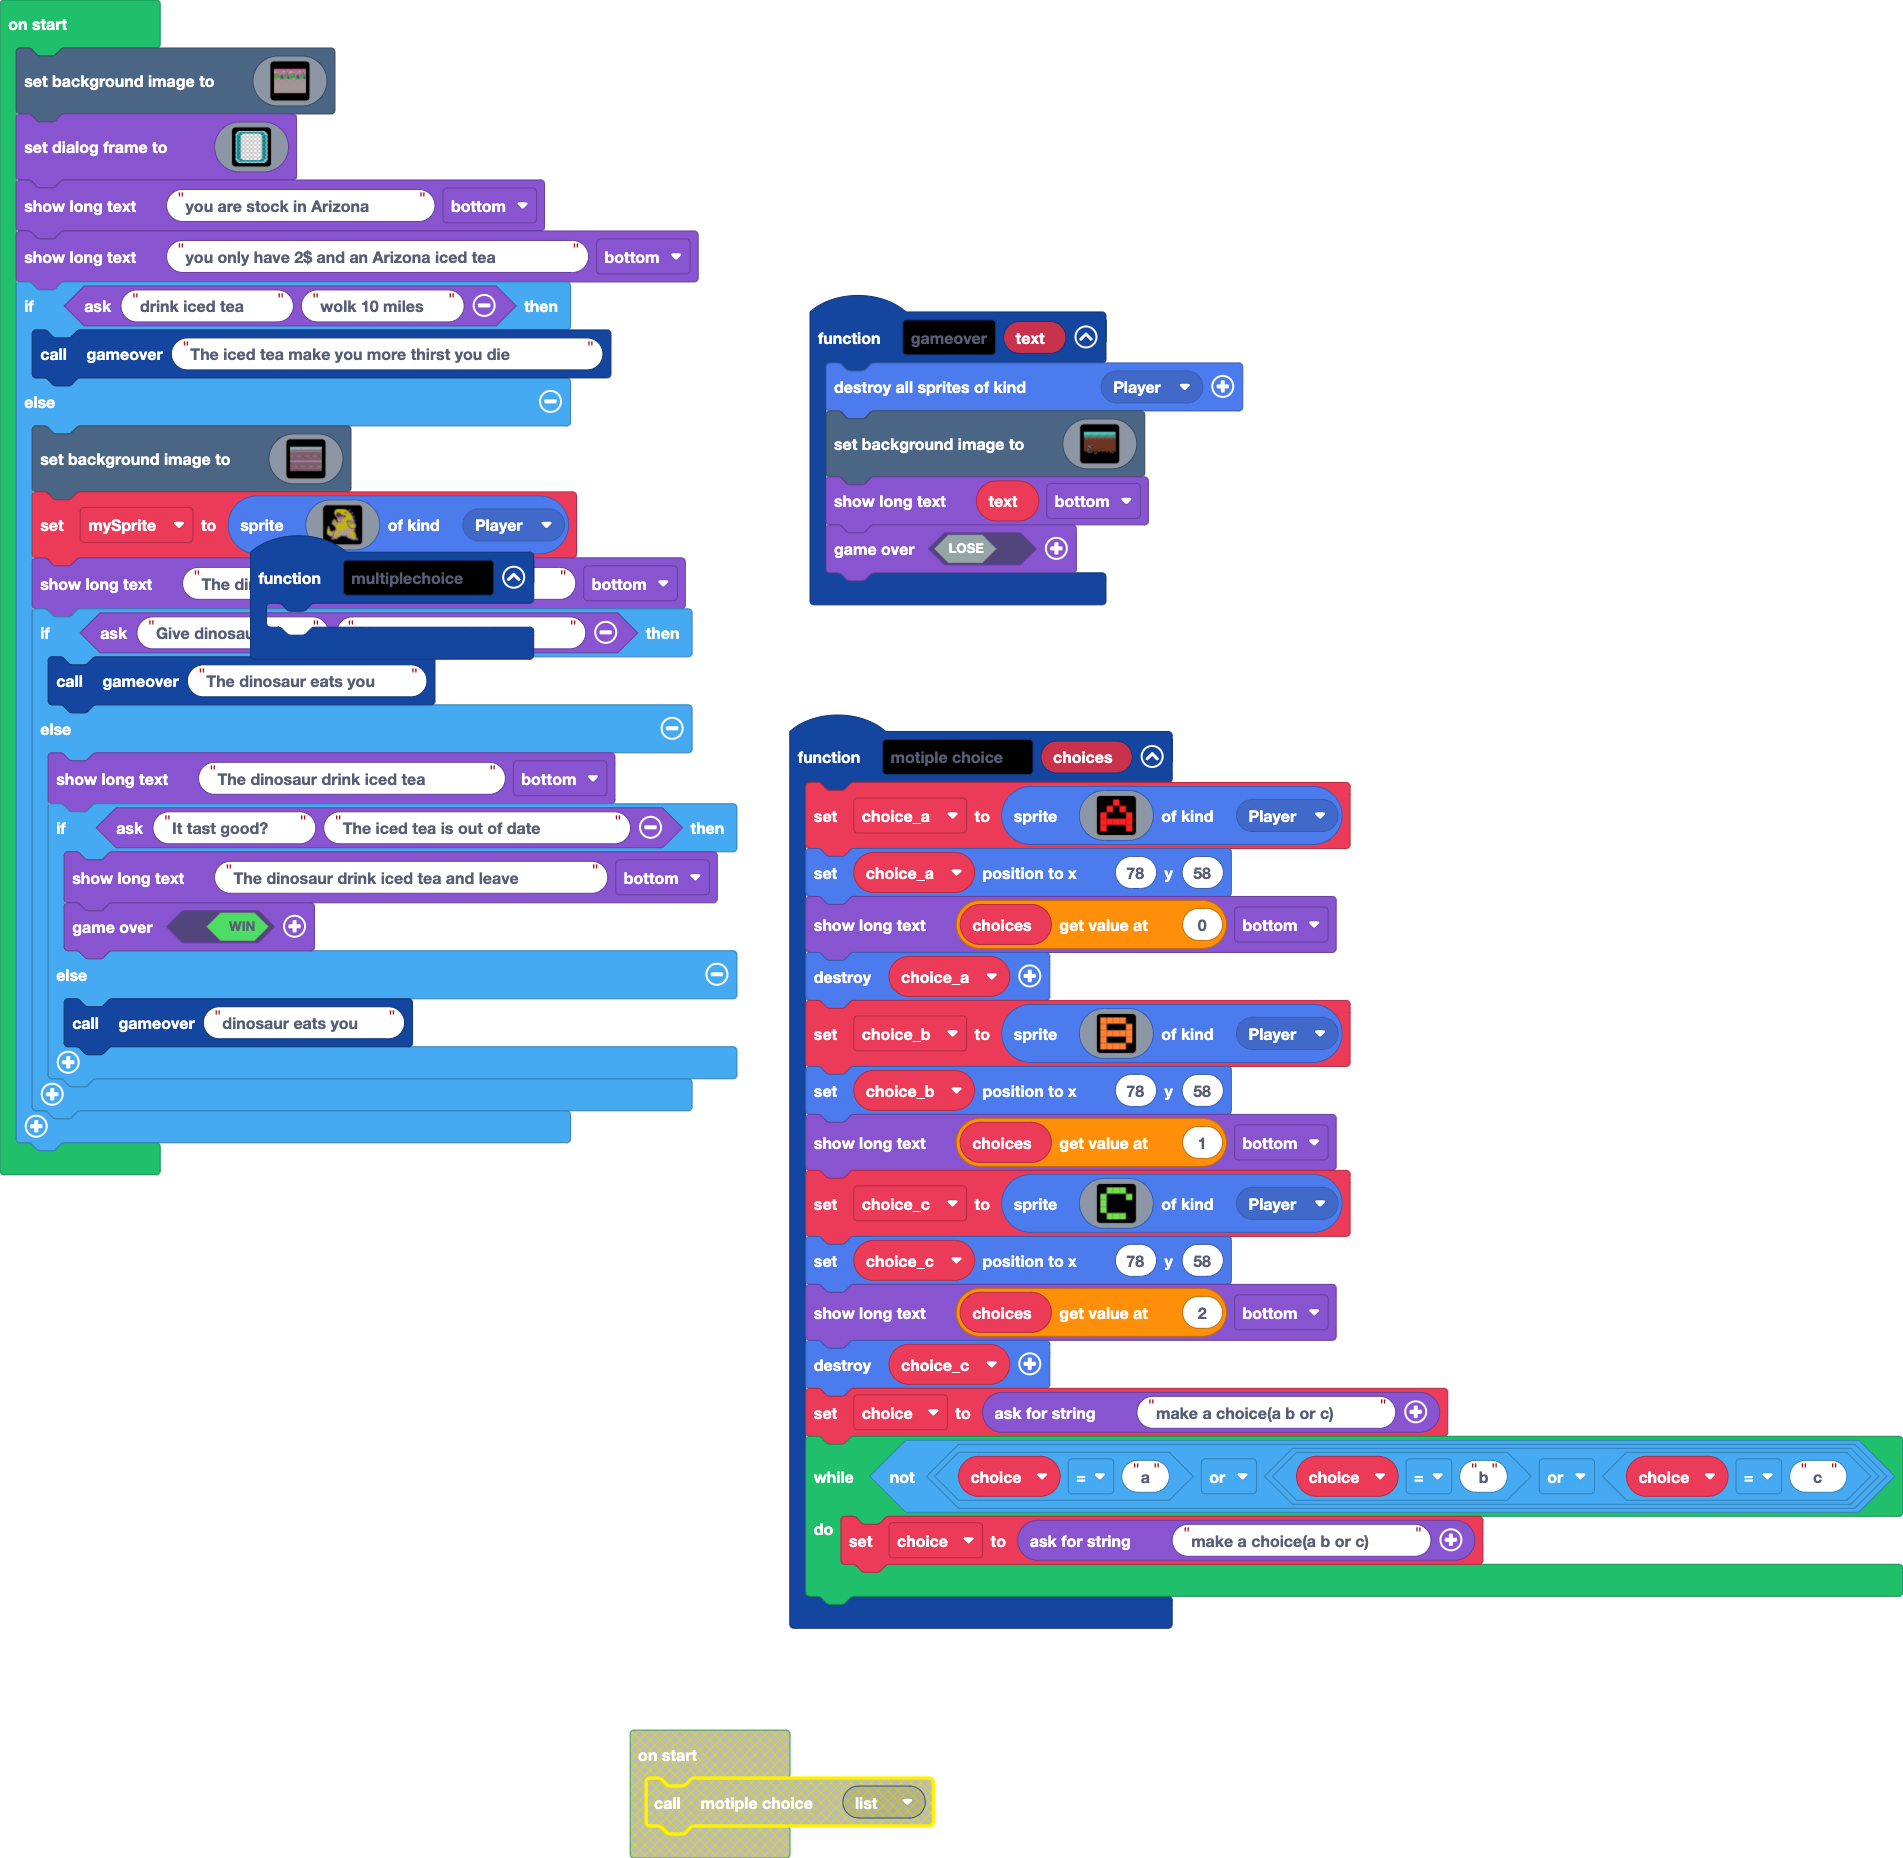 on start
set background image to
set dialog frame to
show long text "you are stock in Arizona" bottom
show long text "you only have 2$ and an Arizona iced tea" bottom
if ask "drink iced tea" "wolk 10 miles" then
call gameover "The iced tea make you more thirst you die"
else
set background image to
set mySprite to sprite of kind Player
show long text "The bottom
function multiplechoice
if ask "Give then
call gameover "The dinosaur eats you"
else
show long text "The dinosaur drink iced tea" bottom
if ask "It tast good?" "The iced tea is out of date" then
show long text "The dinosaur drink iced tea and leave" bottom
game over WIN
else
call gameover "dinosaur eats you"
function gameover text
destroy all sprites of kind Player
set background image to
show long text text bottom
game over LOSE
function motiple choice choices
set choice_a to sprite A of kind Player
set choice_a position to x 78 y 58
show long text choices get value at 0 bottom
destroy choice_a
set choice_b to sprite B of kind Player
set choice_b position to x 78 y 58
show long text choices get value at 1 bottom
set choice_c to sprite C of kind Player
set choice_c position to x 78 y 58
show long text choices get value at 2 bottom
destroy choice_c
set choice to ask for string "make a choice(a b or c)"
while not choice = "a" or choice = "b" or choice = "c"
do set choice to ask for string "make a choice(a b or c)"
on start
call motiple choice list